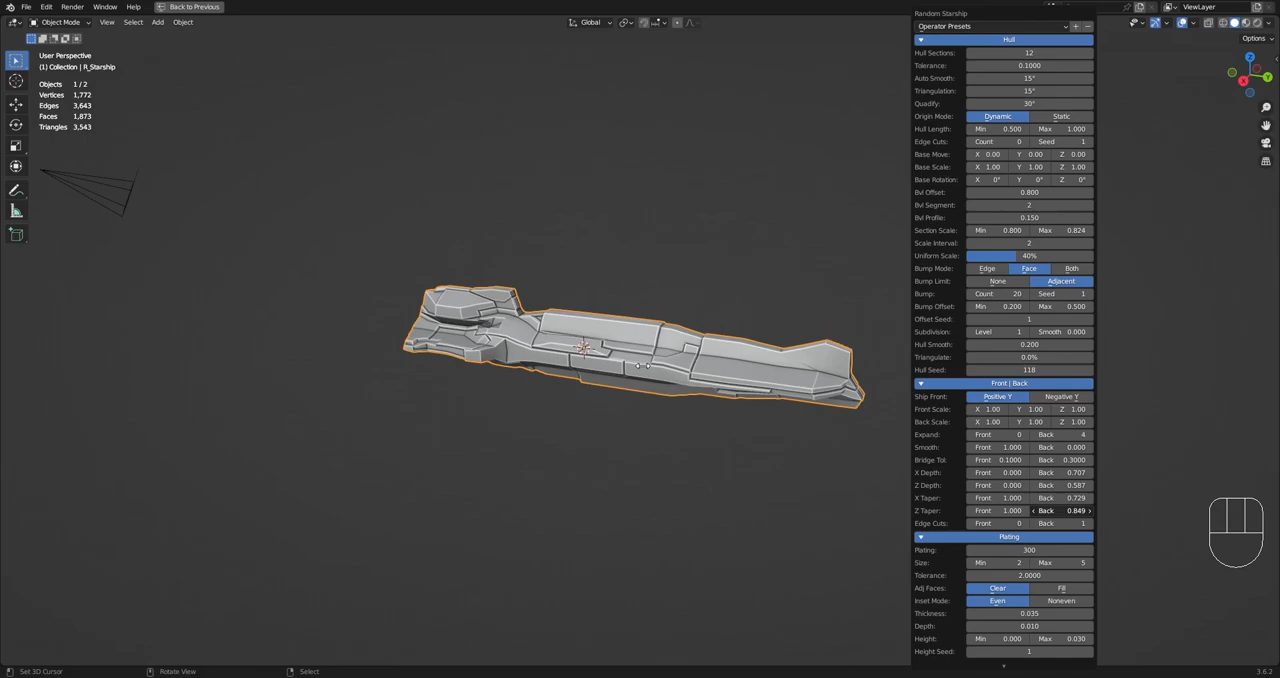 File Edit Render Window Help Back to Previous
ViewLayer
Object Mode View Select Add Object Global
Options
User Perspective
(1) Collection | R_Starship
Objects 1 / 2
Vertices 1,772
Edges 3,643
Faces 1,873
Triangles 3,543
Z
Y
X
Random Starship
Operator Presets
Hull
Hull Sections: 12
Tolerance: 0.1000
Auto Smooth: 15°
Triangulation: 15°
Quadify: 30°
Origin Mode: Dynamic Static
Hull Length: Min 0.500 Max 1.000
Edge Cuts: Count 0 Seed 1
Base Move: X 0.00 Y 0.00 Z 0.00
Base Scale: X 1.00 Y 1.00 Z 1.00
Base Rotation: X 0° Y 0° Z 0°
Bvl Offset: 0.800
Bvl Segment: 2
Bvl Profile: 0.150
Section Scale: Min 0.800 Max 0.824
Scale Interval: 2
Uniform Scale: 40%
Bump Mode: Edge Face Both
Bump Limit: None Adjacent
Bump: Count 20 Seed 1
Bump Offset: Min 0.200 Max 0.500
Offset Seed: 1
Subdivision: Level 1 Smooth 0.000
Hull Smooth: 0.200
Triangulate: 0.0%
Hull Seed: 118
Front | Back
Ship Front: Positive Y Negative Y
Front Scale: X 1.00 Y 1.00 Z 1.00
Back Scale: X 1.00 Y 1.00 Z 1.00
Expand: Front 0 Back 4
Smooth: Front 1.000 Back 0.000
Bridge Tol: Front 0.1000 Back 0.3000
X Depth: Front 0.000 Back 0.707
Z Depth: Front 0.000 Back 0.587
X Taper: Front 1.000 Back 0.729
Z Taper: Front 1.000 Back 0.849
Edge Cuts: Front 0 Back 1
Plating
Plating: 300
Size: Min 2 Max 5
Tolerance: 2.0000
Adj Faces: Clear Fill
Inset Mode: Even Noneven
Thickness: 0.035
Depth: 0.010
Height: Min 0.000 Max 0.030
Height Seed: 1
Set 3D Cursor Rotate View Select 3.6.2